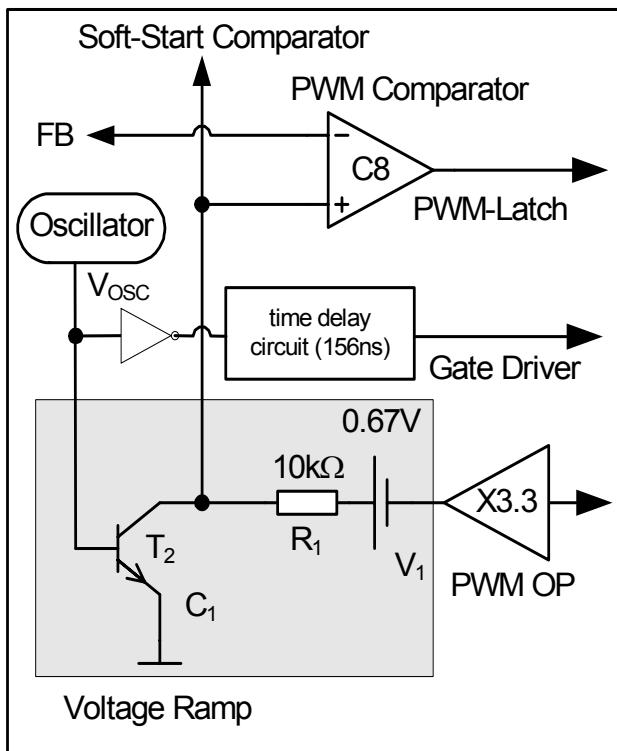 Soft-Start Comparator
PWM Comparator
FB
−
C8
+
PWM-Latch
Oscillator
VOSC
time delay
circuit (156ns)
Gate Driver
0.67V
10kΩ
X3.3
R1
T2
V1
PWM OP
C1
Voltage Ramp